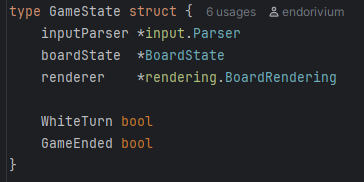 type GameState struct { 6 usages endorivium
inputParser *input.Parser
boardState *BoardState
renderer *rendering.BoardRendering
WhiteTurn bool
GameEnded bool
}